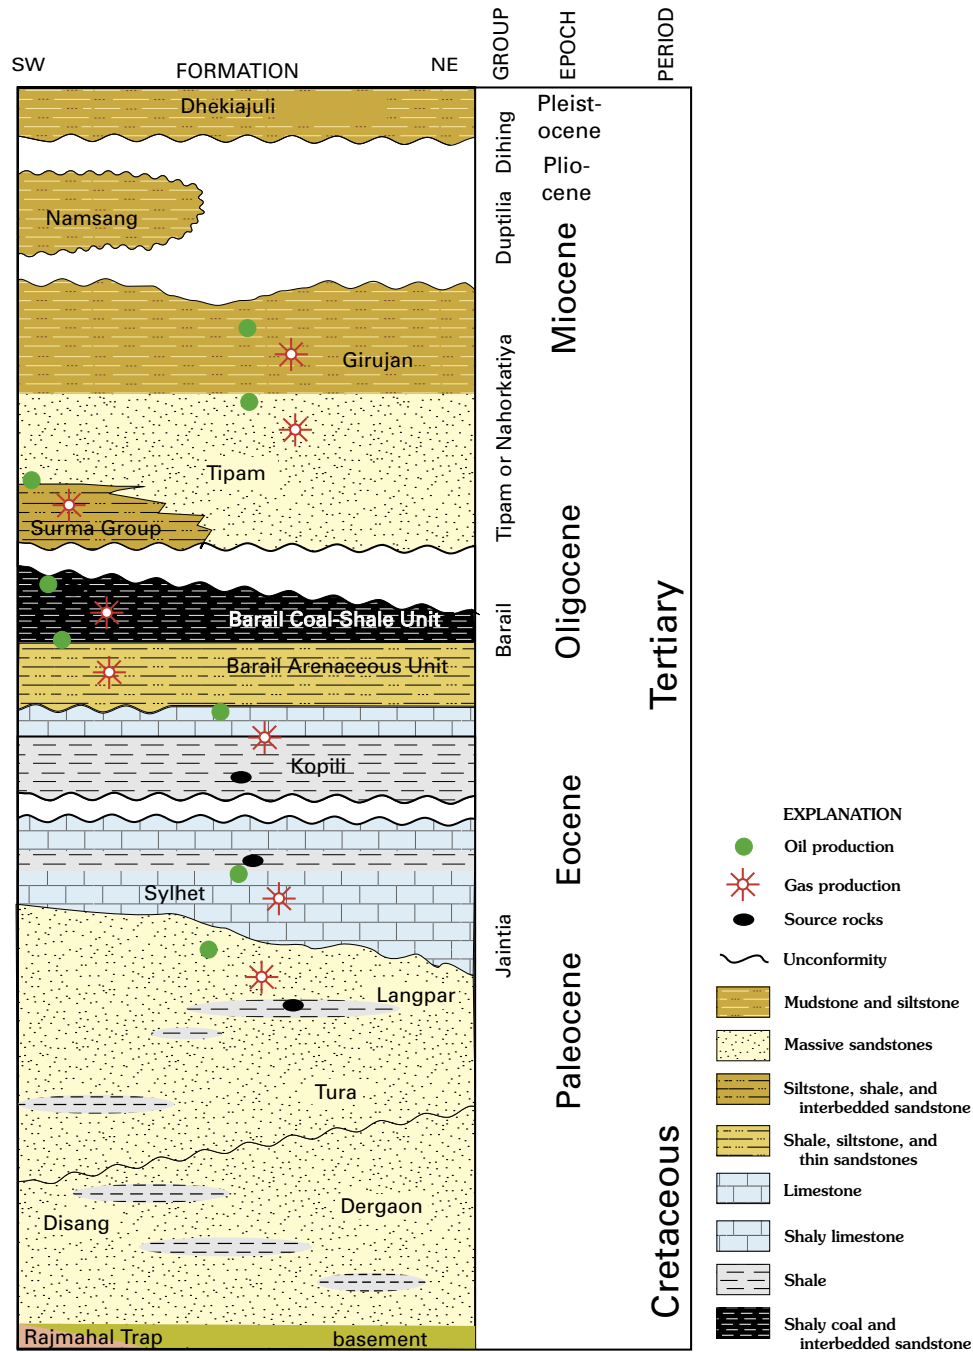 SW
FORMATION
NE
GROUP
EPOCH
PERIOD
Dhekiajuli
Namsang
Girujan
Tipam
Surma Group
Barail Coal-Shale Unit
Barail Arenaceous Unit
Kopili
Sylhet
Langpar
Tura
Dergaon
Disang
Rajmahal Trap
basement
Dihing
Duptilia
Tipam or Nahorkatiya
Barail
Jaintia
Pleist-
ocene
Plio-
cene
Miocene
Oligocene
Eocene
Paleocene
Tertiary
Cretaceous
EXPLANATION
Oil production
Gas production
Source rocks
Unconformity
Mudstone and siltstone
Massive sandstones
Siltstone, shale, and
interbedded sandstone
Shale, siltstone, and
thin sandstones
Limestone
Shaly limestone
Shale
Shaly coal and
interbedded sandstone